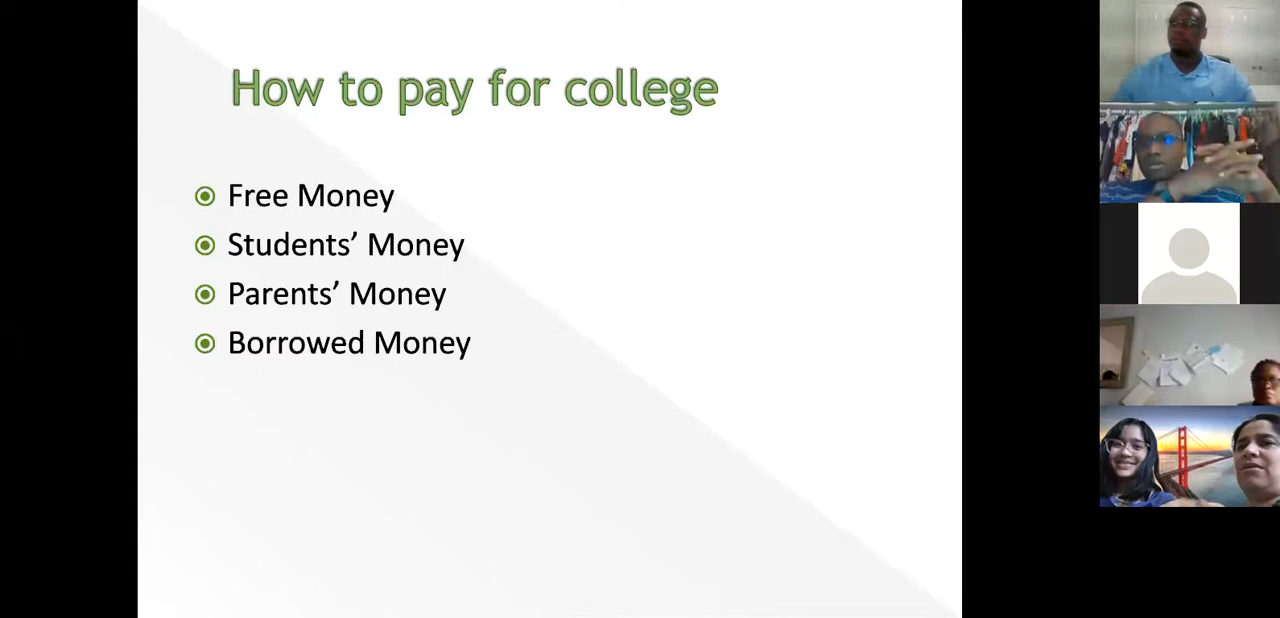 How to pay for college
Free Money
Students’ Money
Parents’ Money
Borrowed Money